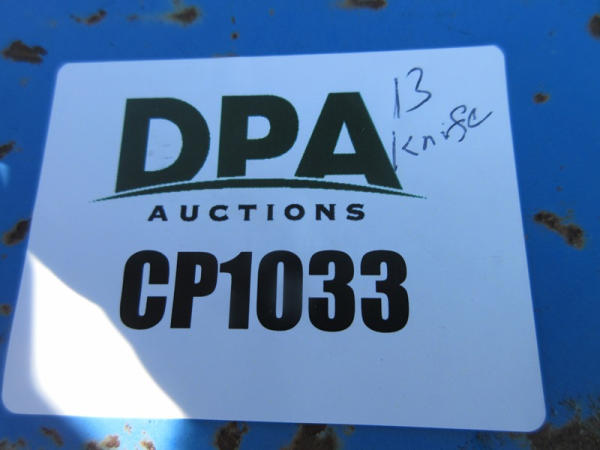 13
knife
DPA
AUCTIONS
CP1033